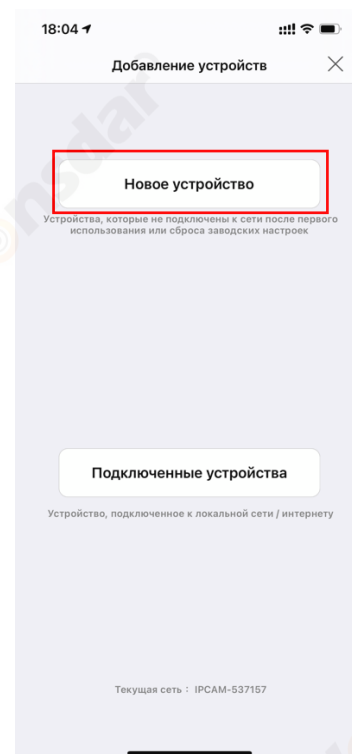 18:04
Добавление устройств
Новое устройство
Устройства, которые не подключены к сети после первого
использования или сброса заводских настроек
Подключенные устройства
Устройство, подключенное к локальной сети / интернету
Текущая сеть : IPCAM-537157